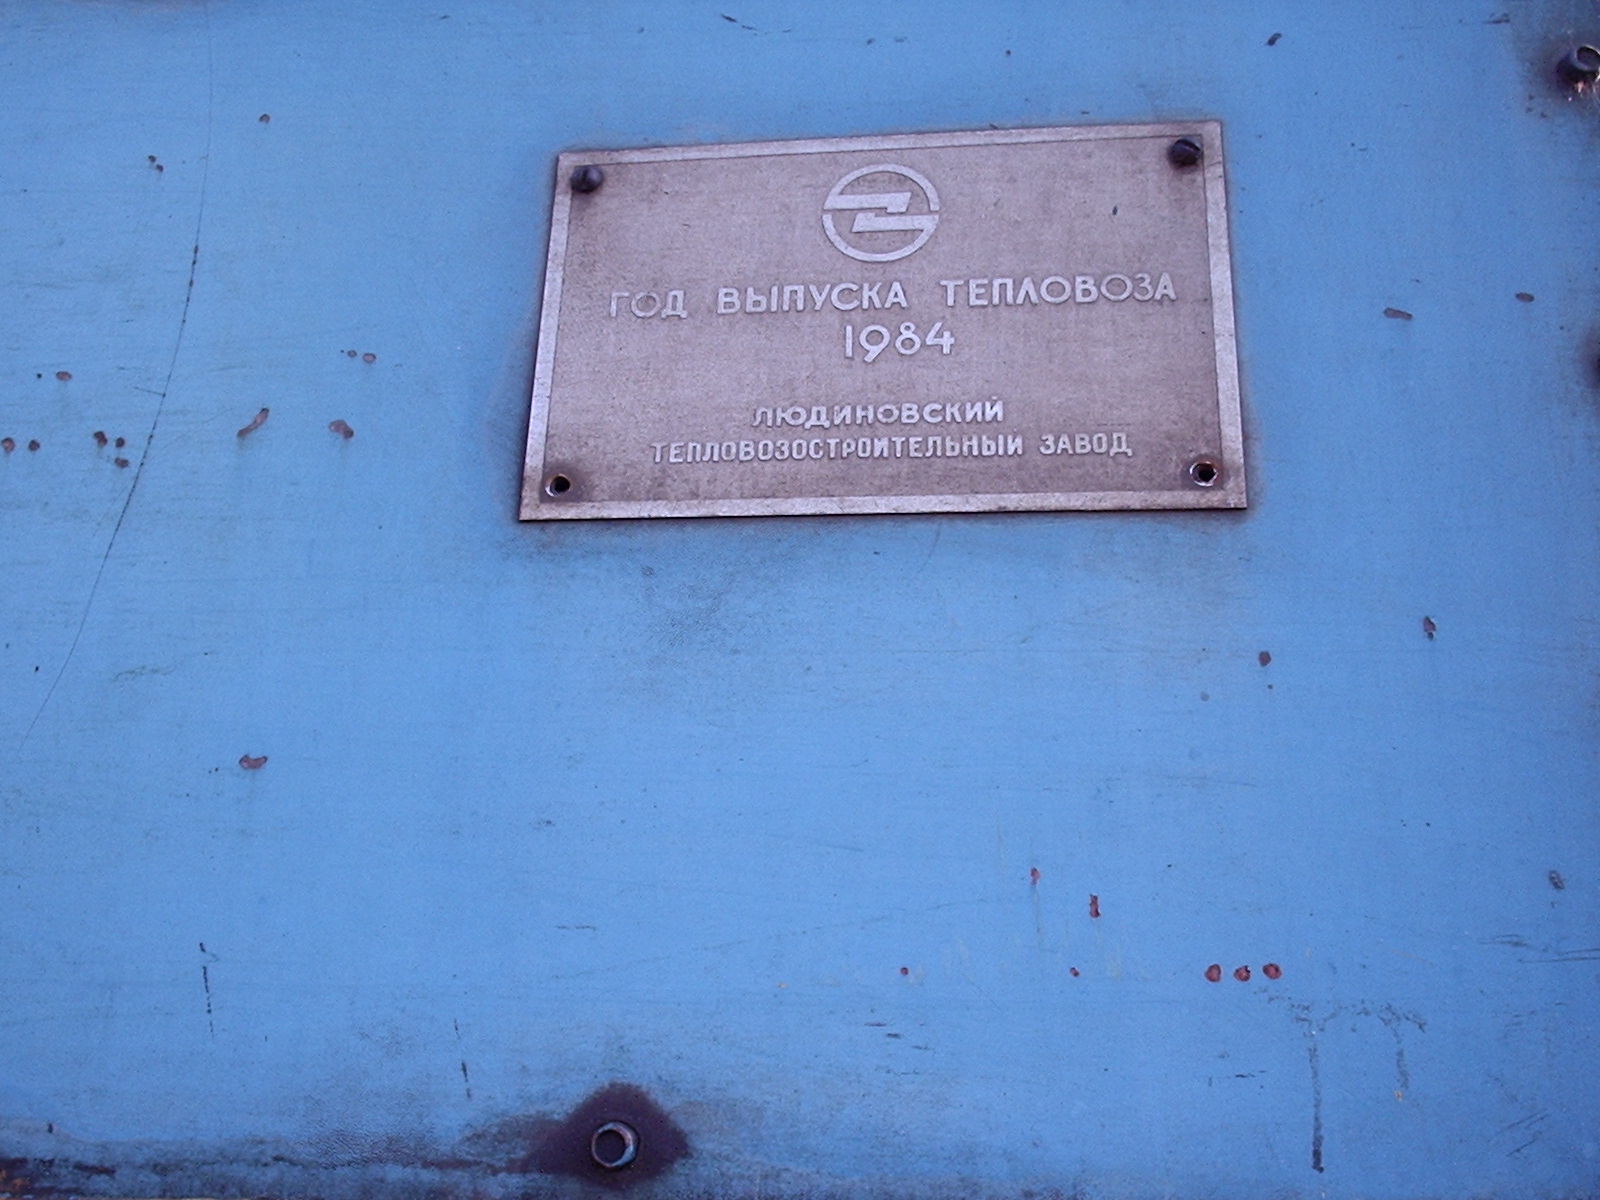 ГОД ВЫПУСКА ТЕПЛОВОЗА
1984
ЛЮДИНОВСКИЙ
ТЕПЛОВОЗОСТРОИТЕЛЬНЫЙ ЗАВОД